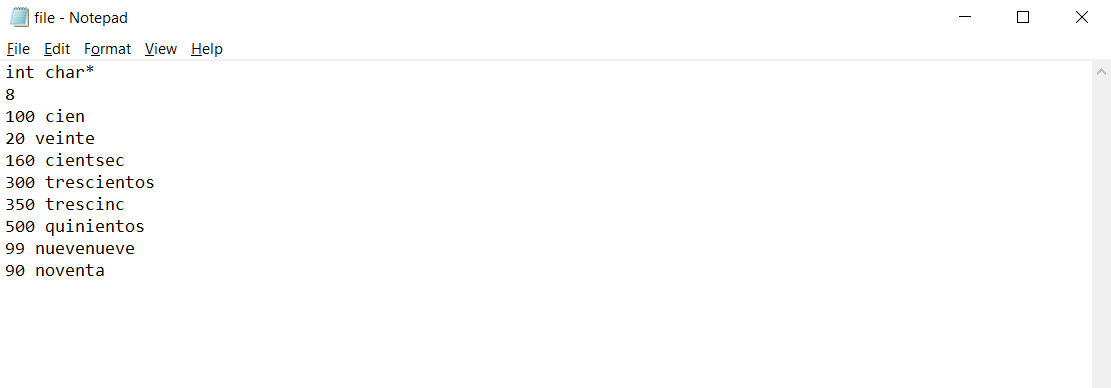 file - Notepad
File Edit Format View Help
int char*
8
100 cien
20 veinte
160 cientsec
300 trescientos
350 trescinc
500 quinientos
99 nuevenueve
90 noventa